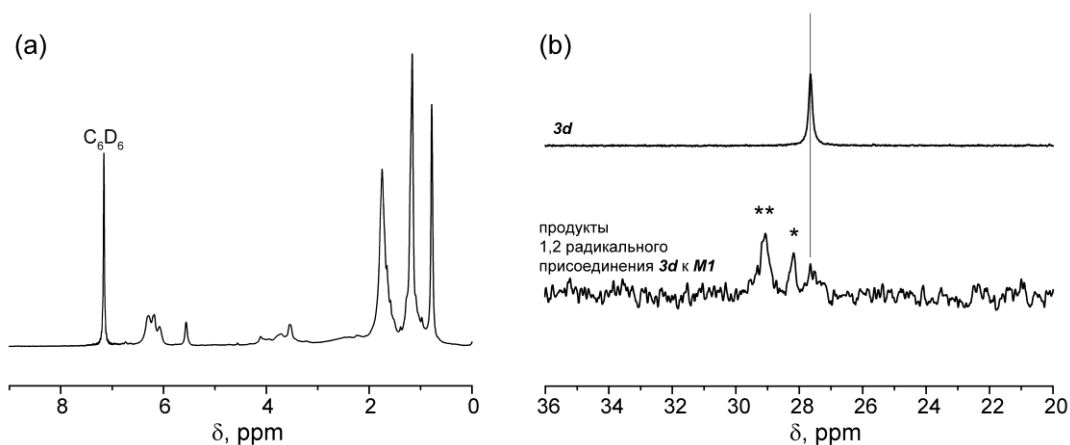 (a)
C₆D₆
8 6 4 2 0
δ, ppm
(b)
3d
** *
продукты
1,2 радикального
присоединения 3d к M1
36 34 32 30 28 26 24 22 20
δ, ppm